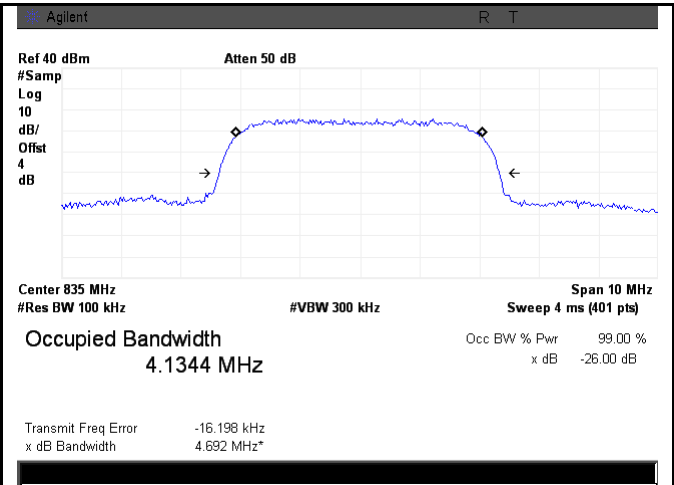 Agilent R T
Ref 40 dBm Atten 50 dB
#Samp
Log
10
dB/
Offst
4
dB
Center 835 MHz Span 10 MHz
#Res BW 100 kHz #VBW 300 kHz Sweep 4 ms (401 pts)
Occupied Bandwidth Occ BW % Pwr 99.00 %
4.1344 MHz x dB -26.00 dB
Transmit Freq Error -16.198 kHz
x dB Bandwidth 4.692 MHz*